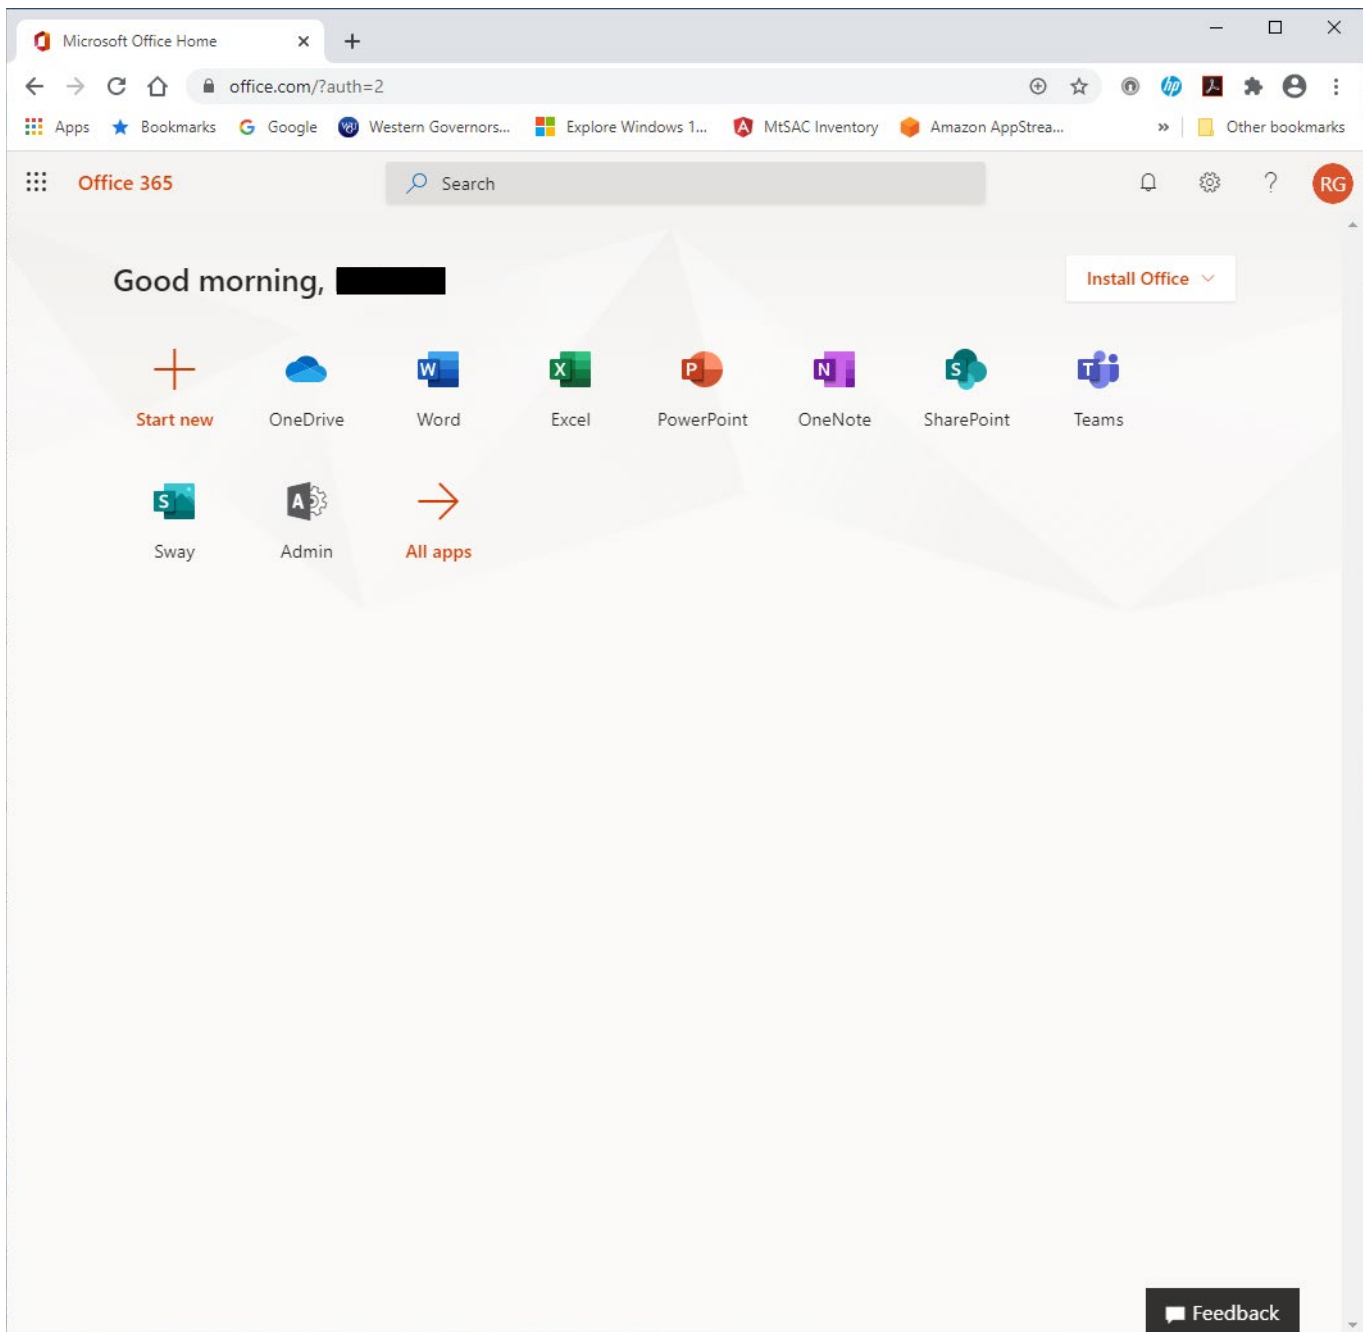 Microsoft Office Home
office.com/?auth=2
Apps Bookmarks Google Western Governors... Explore Windows 1... MtSAC Inventory Amazon AppStrea... » Other bookmarks
Office 365 Search ? RG
Good morning,
Install Office
Start new OneDrive Word Excel PowerPoint OneNote SharePoint Teams
Sway Admin All apps
Feedback